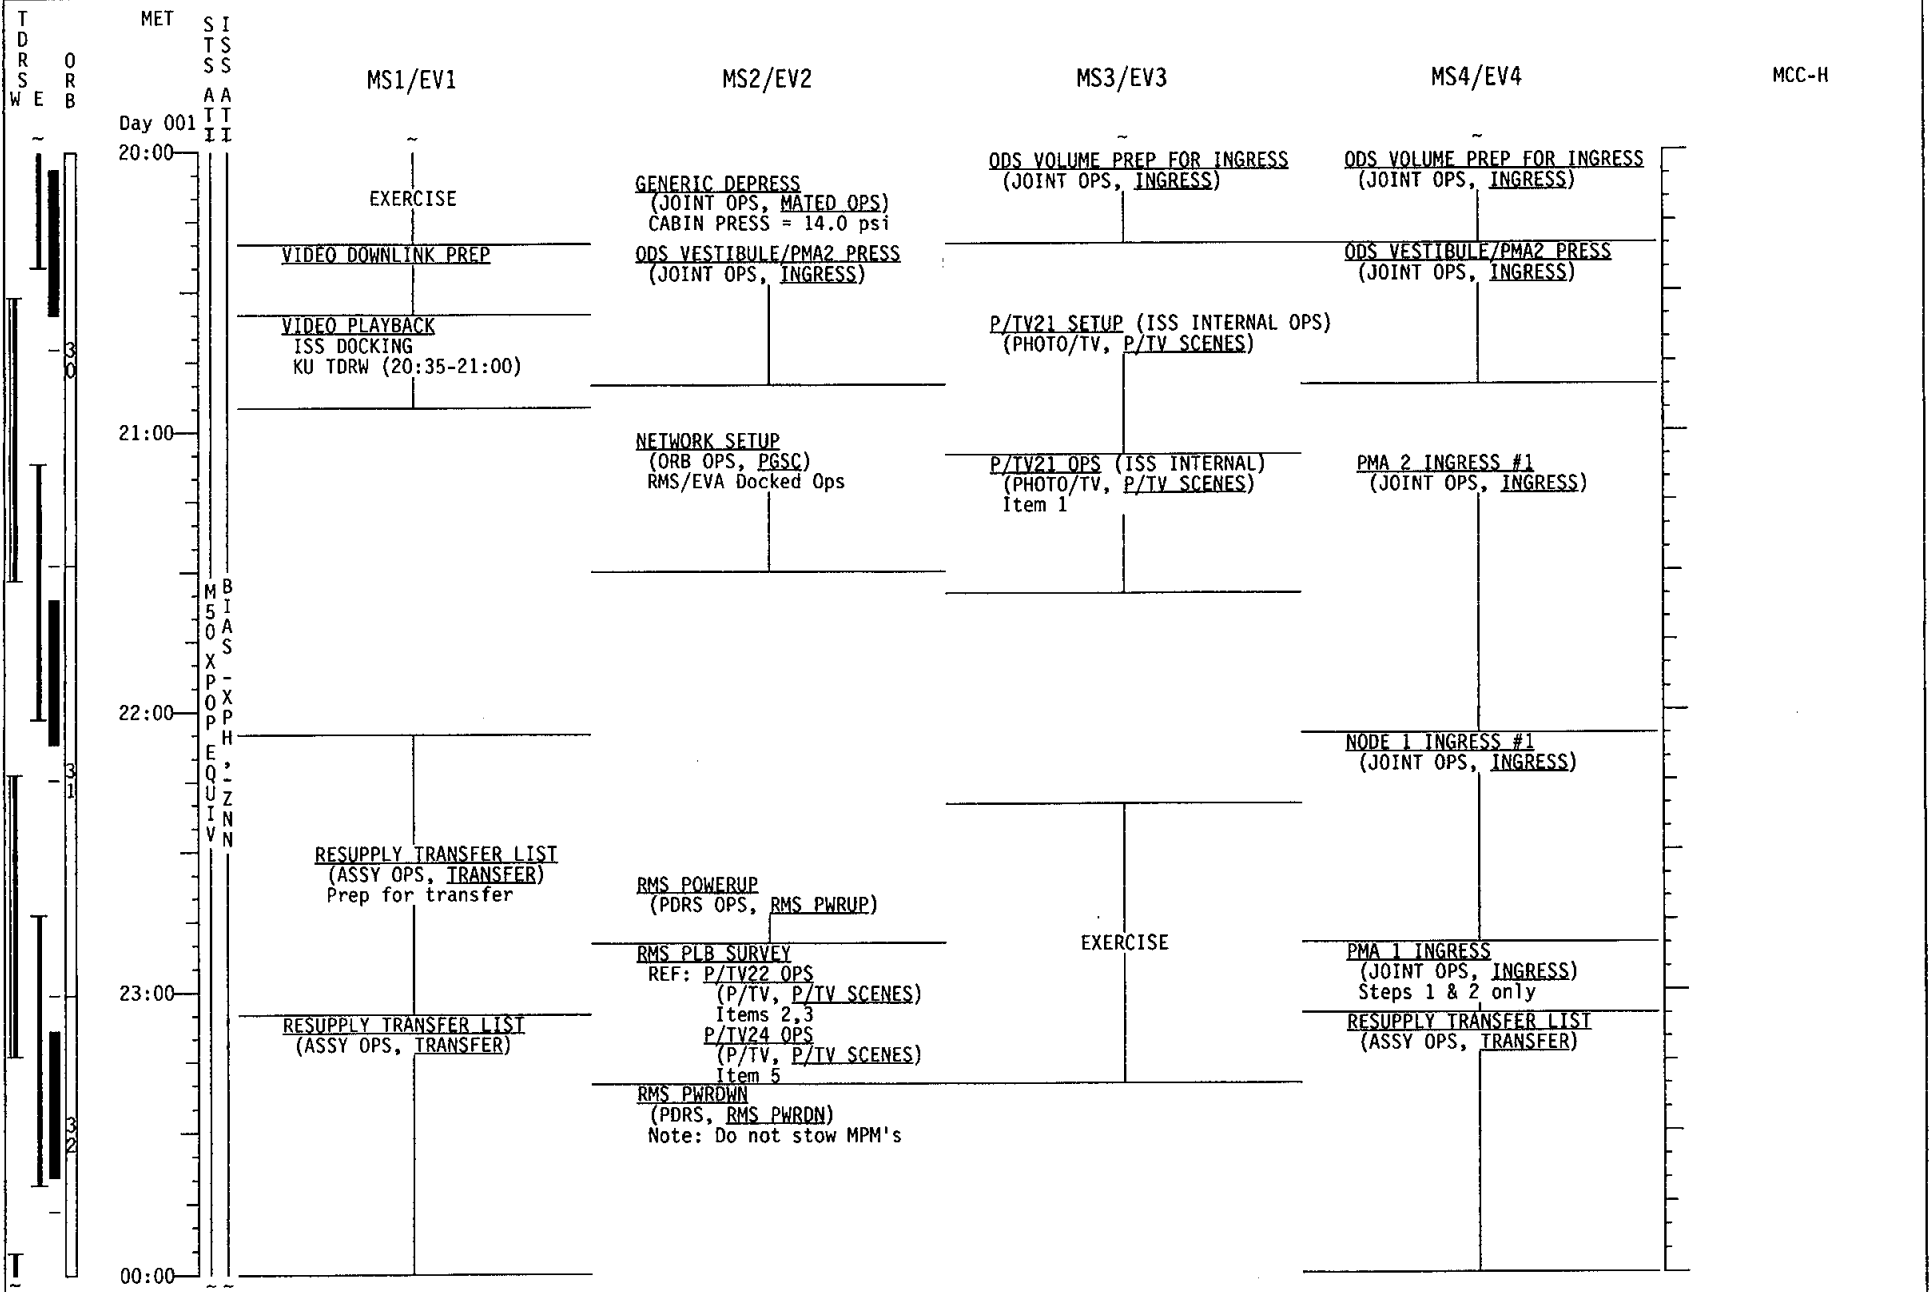 TDRS
W E
ORB
MET
STS ATT
ISS ATT
MS1/EV1
MS2/EV2
MS3/EV3
MS4/EV4
MCC-H
Day 001
20:00
21:00
22:00
23:00
00:00
30
31
32
M50 XPOP EQUIV
BIAS -XPH,-ZNN
EXERCISE
VIDEO DOWNLINK PREP
VIDEO PLAYBACK
ISS DOCKING
KU TDRW (20:35-21:00)
RESUPPLY TRANSFER LIST
(ASSY OPS, TRANSFER)
Prep for transfer
RESUPPLY TRANSFER LIST
(ASSY OPS, TRANSFER)
GENERIC DEPRESS
(JOINT OPS, MATED OPS)
CABIN PRESS = 14.0 psi
ODS VESTIBULE/PMA2 PRESS
(JOINT OPS, INGRESS)
NETWORK SETUP
(ORB OPS, PGSC)
RMS/EVA Docked Ops
RMS POWERUP
(PDRS OPS, RMS PWRUP)
RMS PLB SURVEY
REF: P/TV22 OPS
(P/TV, P/TV SCENES)
Items 2,3
P/TV24 OPS
(P/TV, P/TV SCENES)
Item 5
RMS PWRDWN
(PDRS, RMS PWRDN)
Note: Do not stow MPM's
ODS VOLUME PREP FOR INGRESS
(JOINT OPS, INGRESS)
P/TV21 SETUP (ISS INTERNAL OPS)
(PHOTO/TV, P/TV SCENES)
P/TV21 OPS (ISS INTERNAL)
(PHOTO/TV, P/TV SCENES)
Item 1
EXERCISE
ODS VOLUME PREP FOR INGRESS
(JOINT OPS, INGRESS)
ODS VESTIBULE/PMA2 PRESS
(JOINT OPS, INGRESS)
PMA 2 INGRESS #1
(JOINT OPS, INGRESS)
NODE 1 INGRESS #1
(JOINT OPS, INGRESS)
PMA 1 INGRESS
(JOINT OPS, INGRESS)
Steps 1 & 2 only
RESUPPLY TRANSFER LIST
(ASSY OPS, TRANSFER)